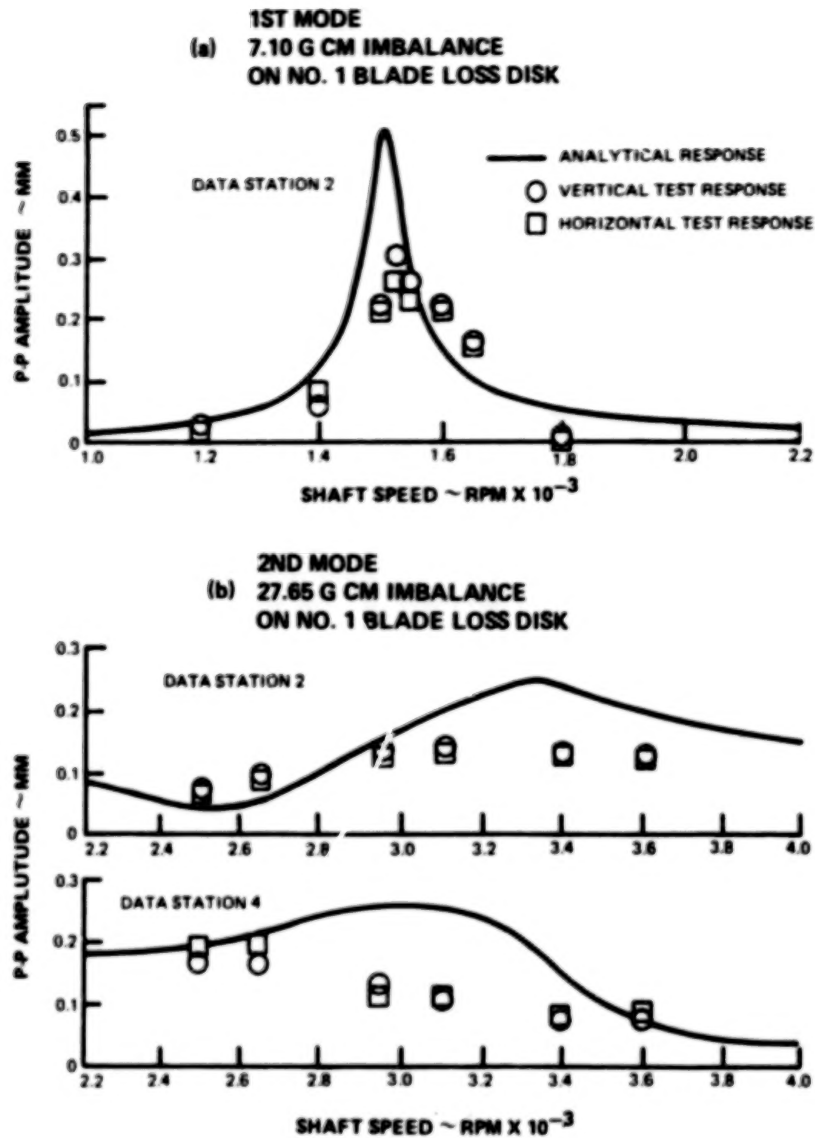 1ST MODE
(a) 7.10 G CM IMBALANCE
ON NO. 1 BLADE LOSS DISK
P-P AMPLITUDE ~ MM
0.5
0.4
0.3
0.2
0.1
0
DATA STATION 2
ANALYTICAL RESPONSE
VERTICAL TEST RESPONSE
HORIZONTAL TEST RESPONSE
1.0 1.2 1.4 1.6 1.8 2.0 2.2
SHAFT SPEED ~ RPM X 10⁻³
2ND MODE
(b) 27.65 G CM IMBALANCE
ON NO. 1 BLADE LOSS DISK
P-P AMPLUTUDE ~ MM
0.3
0.2
0.1
0
DATA STATION 2
2.2 2.4 2.6 2.8 3.0 3.2 3.4 3.6 3.8 4.0
0.3
0.2
0.1
0
DATA STATION 4
2.2 2.4 2.6 2.8 3.0 3.2 3.4 3.6 3.8 4.0
SHAFT SPEED ~ RPM X 10⁻³